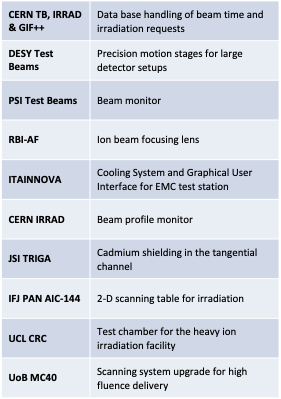 CERN TB, IRRAD
& GIF++
Data base handling of beam time and
irradiation requests
DESY Test
Beams
Precision motion stages for large
detector setups
PSI Test Beams
Beam monitor
RBI-AF
Ion beam focusing lens
ITAINNOVA
Cooling System and Graphical User
Interface for EMC test station
CERN IRRAD
Beam profile monitor
JSI TRIGA
Cadmium shielding in the tangential
channel
IFJ PAN AIC-144
2-D scanning table for irradiation
UCL CRC
Test chamber for the heavy ion
irradiation facility
UoB MC40
Scanning system upgrade for high
fluence delivery